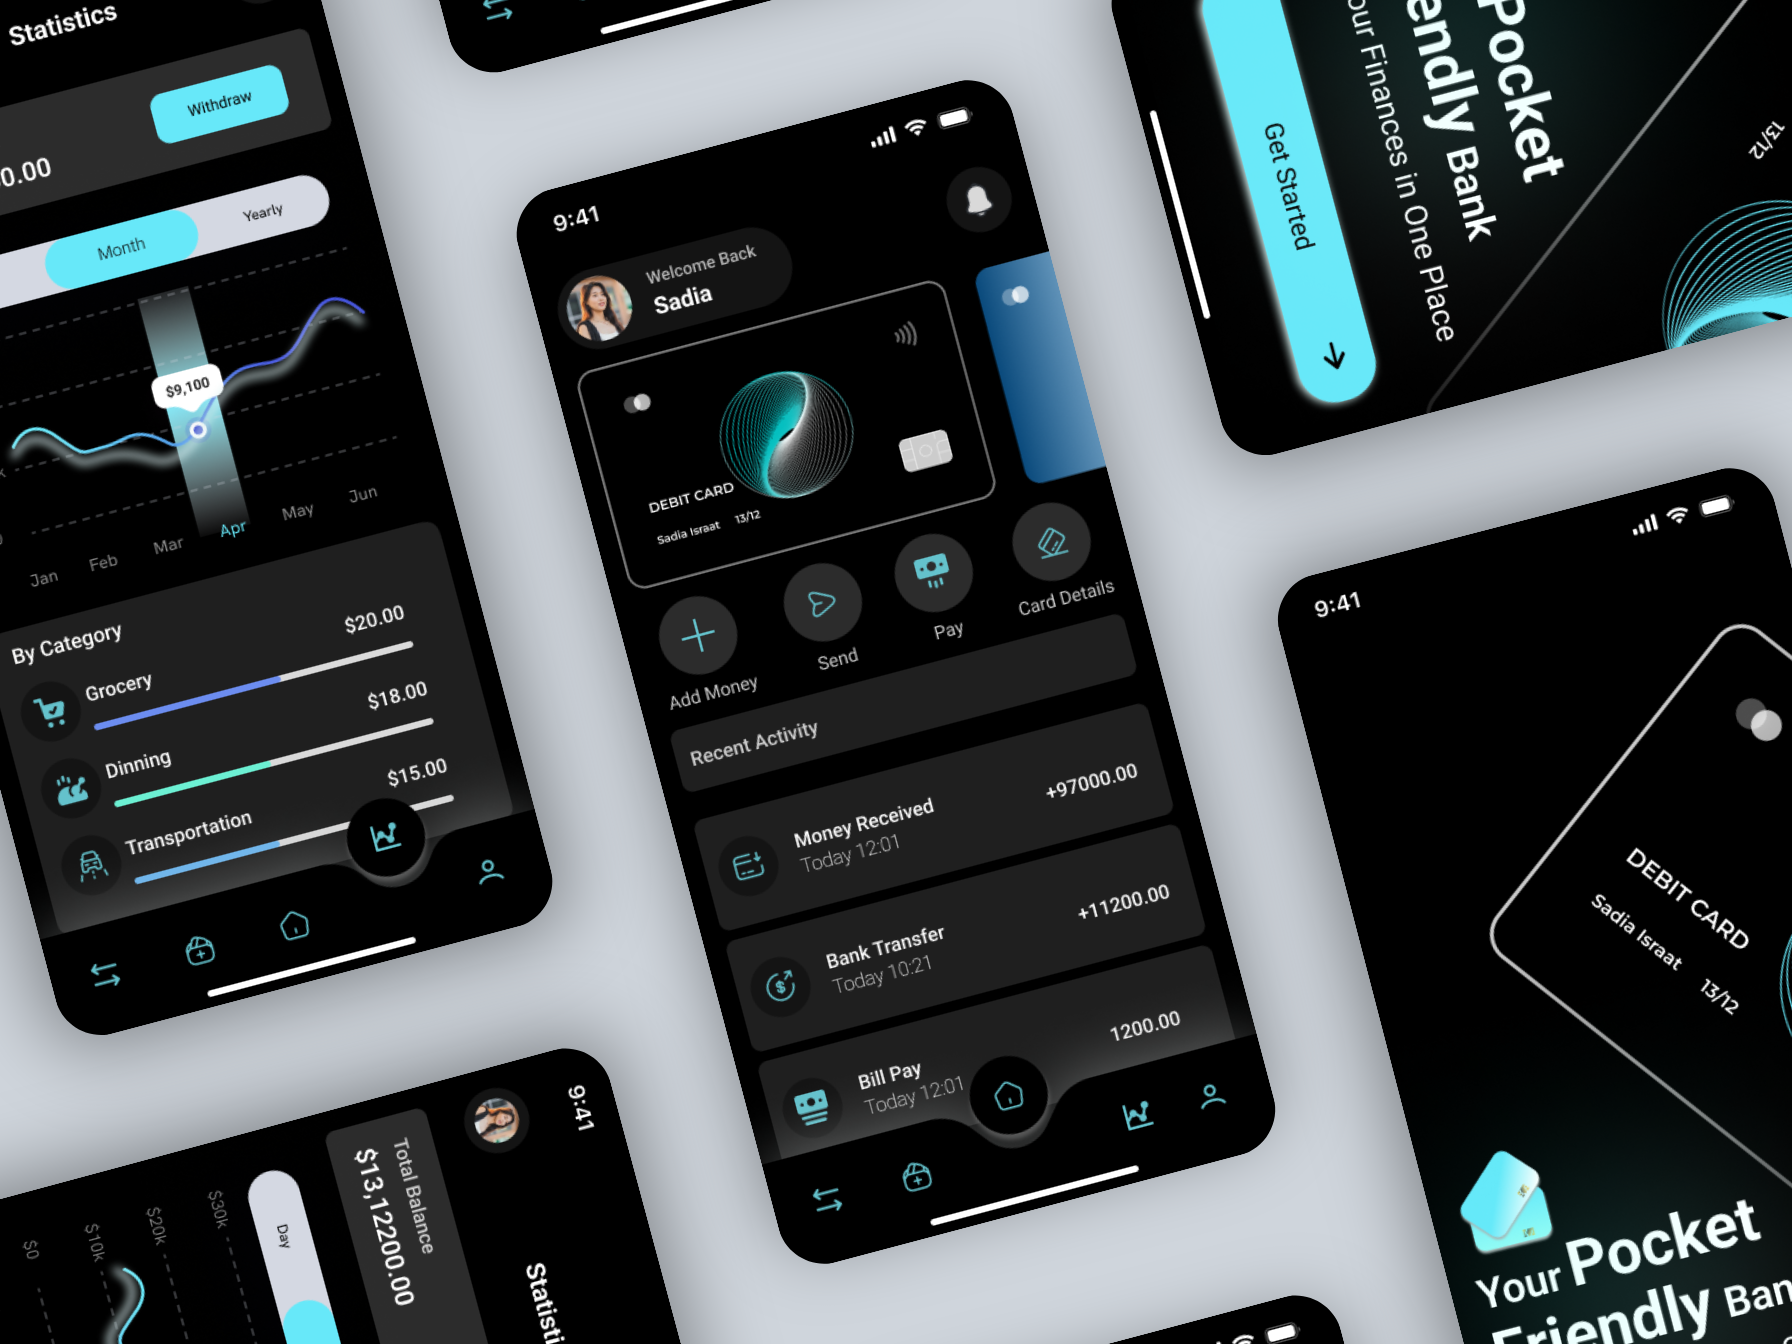 Statistics
Withdraw
0.00
Month
Yearly
$9,100
Jan
Feb
Mar
Apr
May
Jun
By Category
Grocery
$20.00
Dinning
$18.00
Transportation
$15.00
9:41
Welcome Back
Sadia
DEBIT CARD
Sadia Israat 13/12
Add Money
Send
Pay
Card Details
Recent Activity
Money Received
Today 12:01
+97000.00
Bank Transfer
Today 10:21
+11200.00
Bill Pay
Today 12:01
1200.00
Pocket
endly Bank
our Finances in One Place
Get Started
13/12
9:41
DEBIT CARD
Sadia Israat 13/12
Your Pocket
Friendly Ban
9:41
Statisti
Total Balance
$13,12200.00
Day
$30k
$20k
$10k
$0